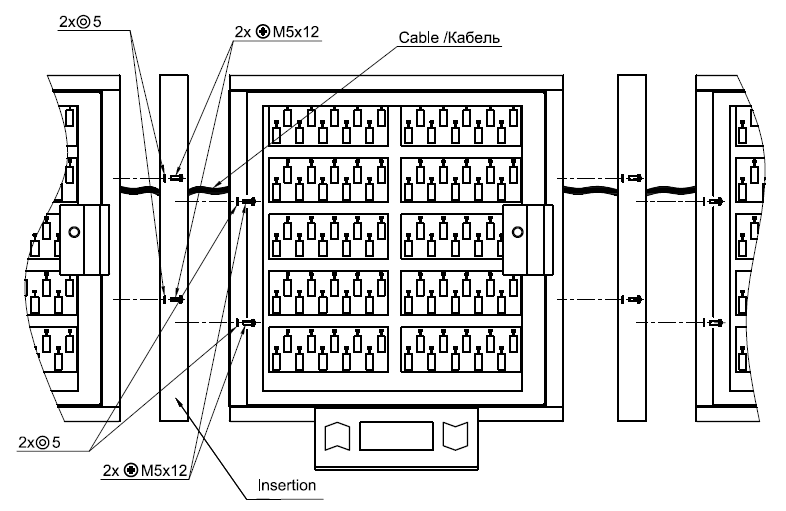 2x◎5
2x ⊕ M5x12
Cable /Кабель
2x◎5
2x ⊕ M5x12
Insertion